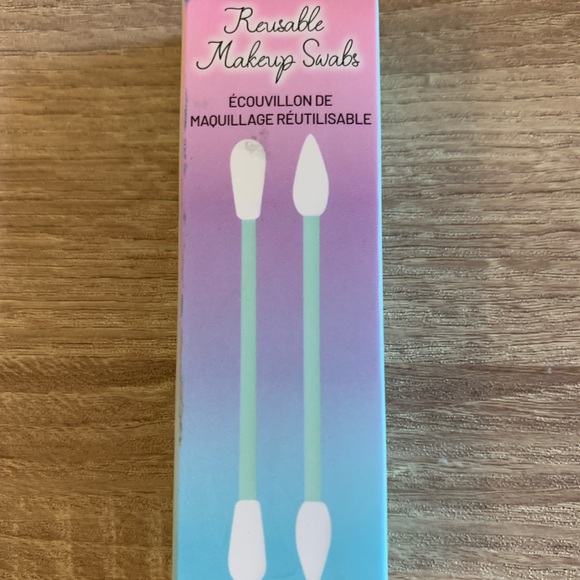 Reusable
Makeup Swabs
ÉCOUVILLON DE
MAQUILLAGE RÉUTILISABLE